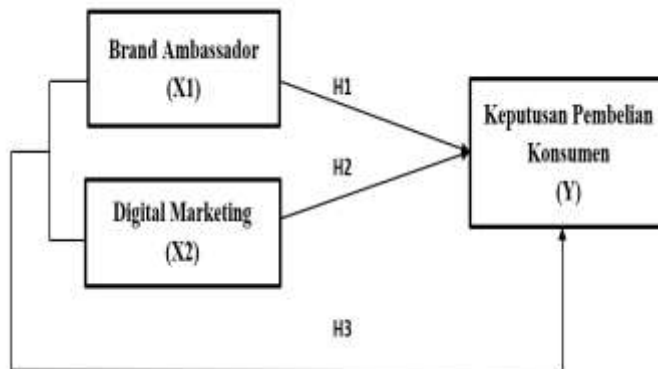 Brand Ambassador
(X1)
H1
Keputusan Pembelian
Konsumen
(Y)
H2
Digital Marketing
(X2)
H3